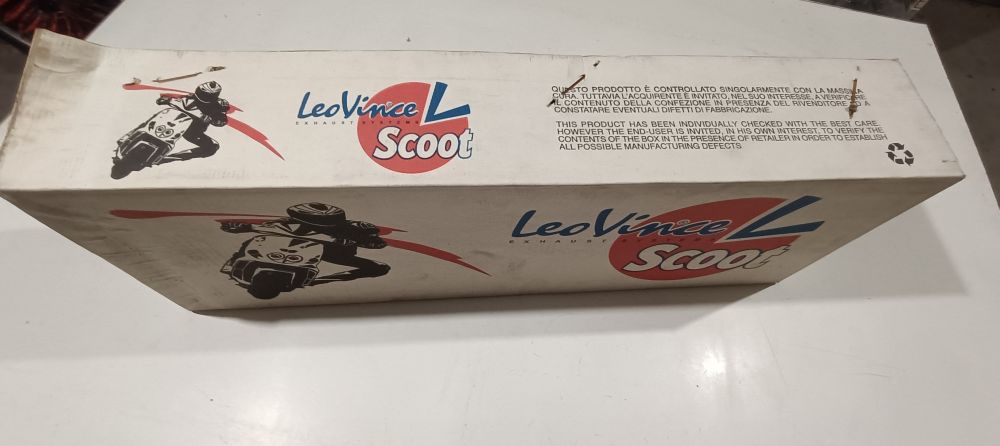 LeoVince L
EXHAUST SYSTEMS
Scoot
QUESTO PRODOTTO È CONTROLLATO SINGOLARMENTE CON LA MASSIMA
CURA. TUTTAVIA L'ACQUIRENTE È INVITATO, NEL SUO INTERESSE, A VERIFICARE
IL CONTENUTO DELLA CONFEZIONE IN PRESENZA DEL RIVENDITORE ED A
CONSTATARE EVENTUALI DIFETTI DI FABBRICAZIONE.
THIS PRODUCT HAS BEEN INDIVIDUALLY CHECKED WITH THE BEST CARE.
HOWEVER THE END-USER IS INVITED, IN HIS OWN INTEREST, TO VERIFY THE
CONTENTS OF THE BOX IN THE PRESENCE OF RETAILER IN ORDER TO ESTABLISH
ALL POSSIBLE MANUFACTURING DEFECTS
LeoVince L
EXHAUST SYSTEMS
Scoot